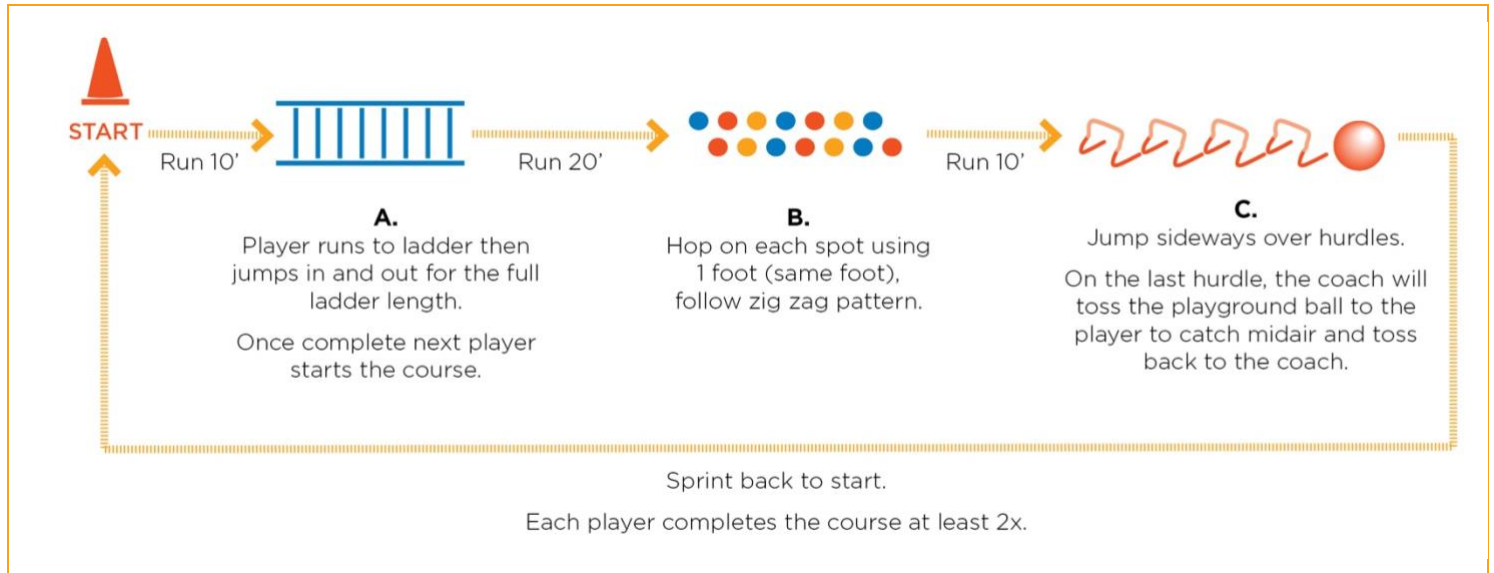 START
Run 10’
Run 20’
Run 10’
A.
Player runs to ladder then
jumps in and out for the full
ladder length.
Once complete next player
starts the course.
B.
Hop on each spot using
1 foot (same foot),
follow zig zag pattern.
C.
Jump sideways over hurdles.
On the last hurdle, the coach will
toss the playground ball to the
player to catch midair and toss
back to the coach.
Sprint back to start.
Each player completes the course at least 2x.